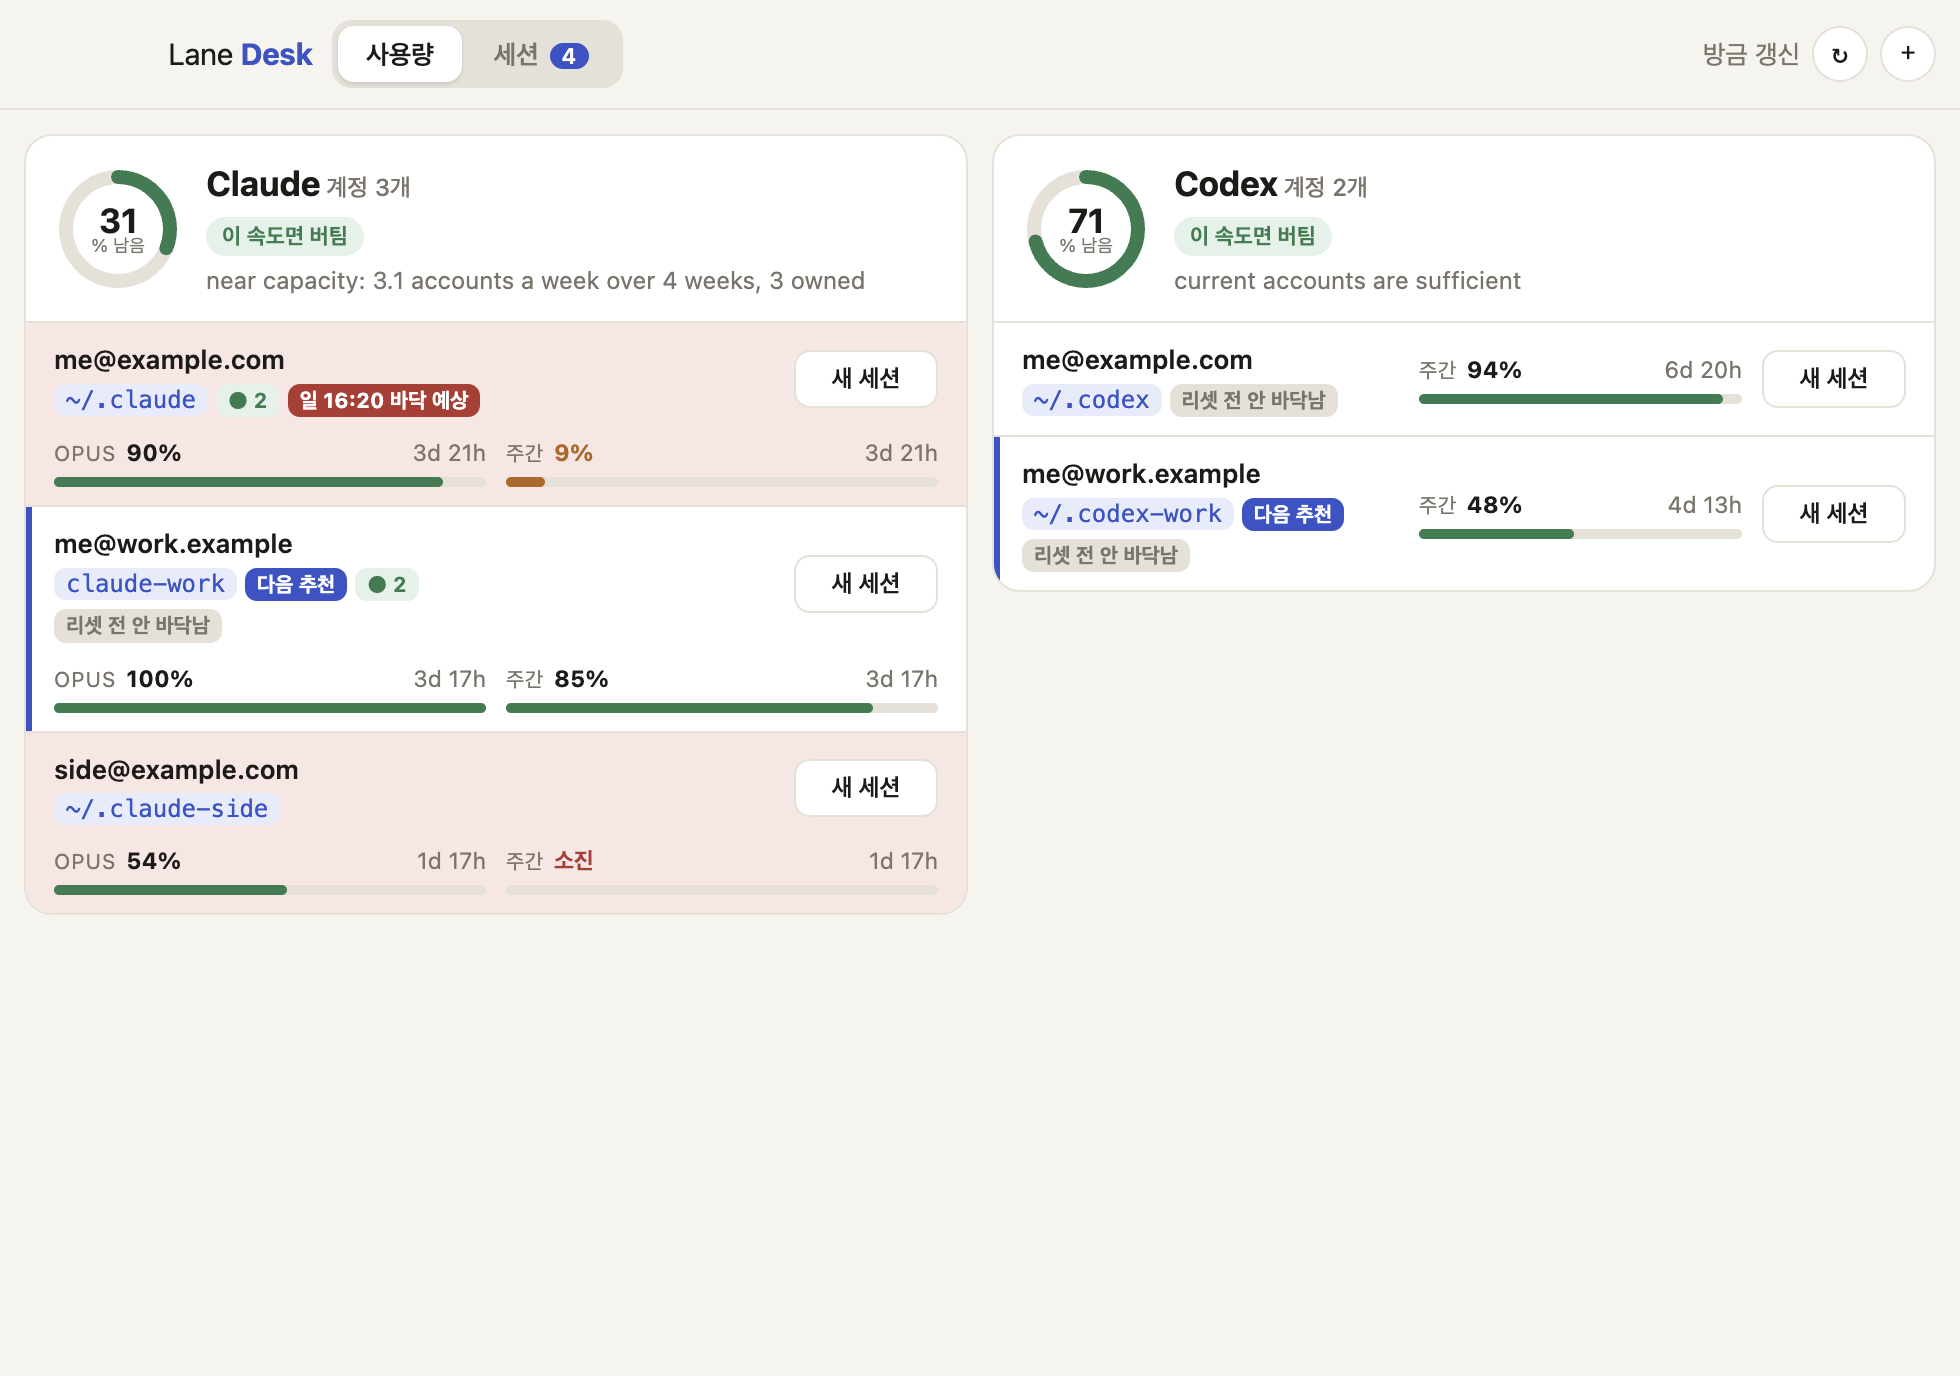 Lane Desk 사용량 세션 4 방금 갱신 ↻ +
31
% 남음
Claude 계정 3개
이 속도면 버팀
near capacity: 3.1 accounts a week over 4 weeks, 3 owned
me@example.com
~/.claude ● 2 일 16:20 바닥 예상
새 세션
OPUS 90% 3d 21h 주간 9% 3d 21h
me@work.example
claude-work 다음 추천 ● 2
리셋 전 안 바닥남
새 세션
OPUS 100% 3d 17h 주간 85% 3d 17h
side@example.com
~/.claude-side
새 세션
OPUS 54% 1d 17h 주간 소진 1d 17h
71
% 남음
Codex 계정 2개
이 속도면 버팀
current accounts are sufficient
me@example.com
~/.codex 리셋 전 안 바닥남
주간 94% 6d 20h
새 세션
me@work.example
~/.codex-work 다음 추천
리셋 전 안 바닥남
주간 48% 4d 13h
새 세션